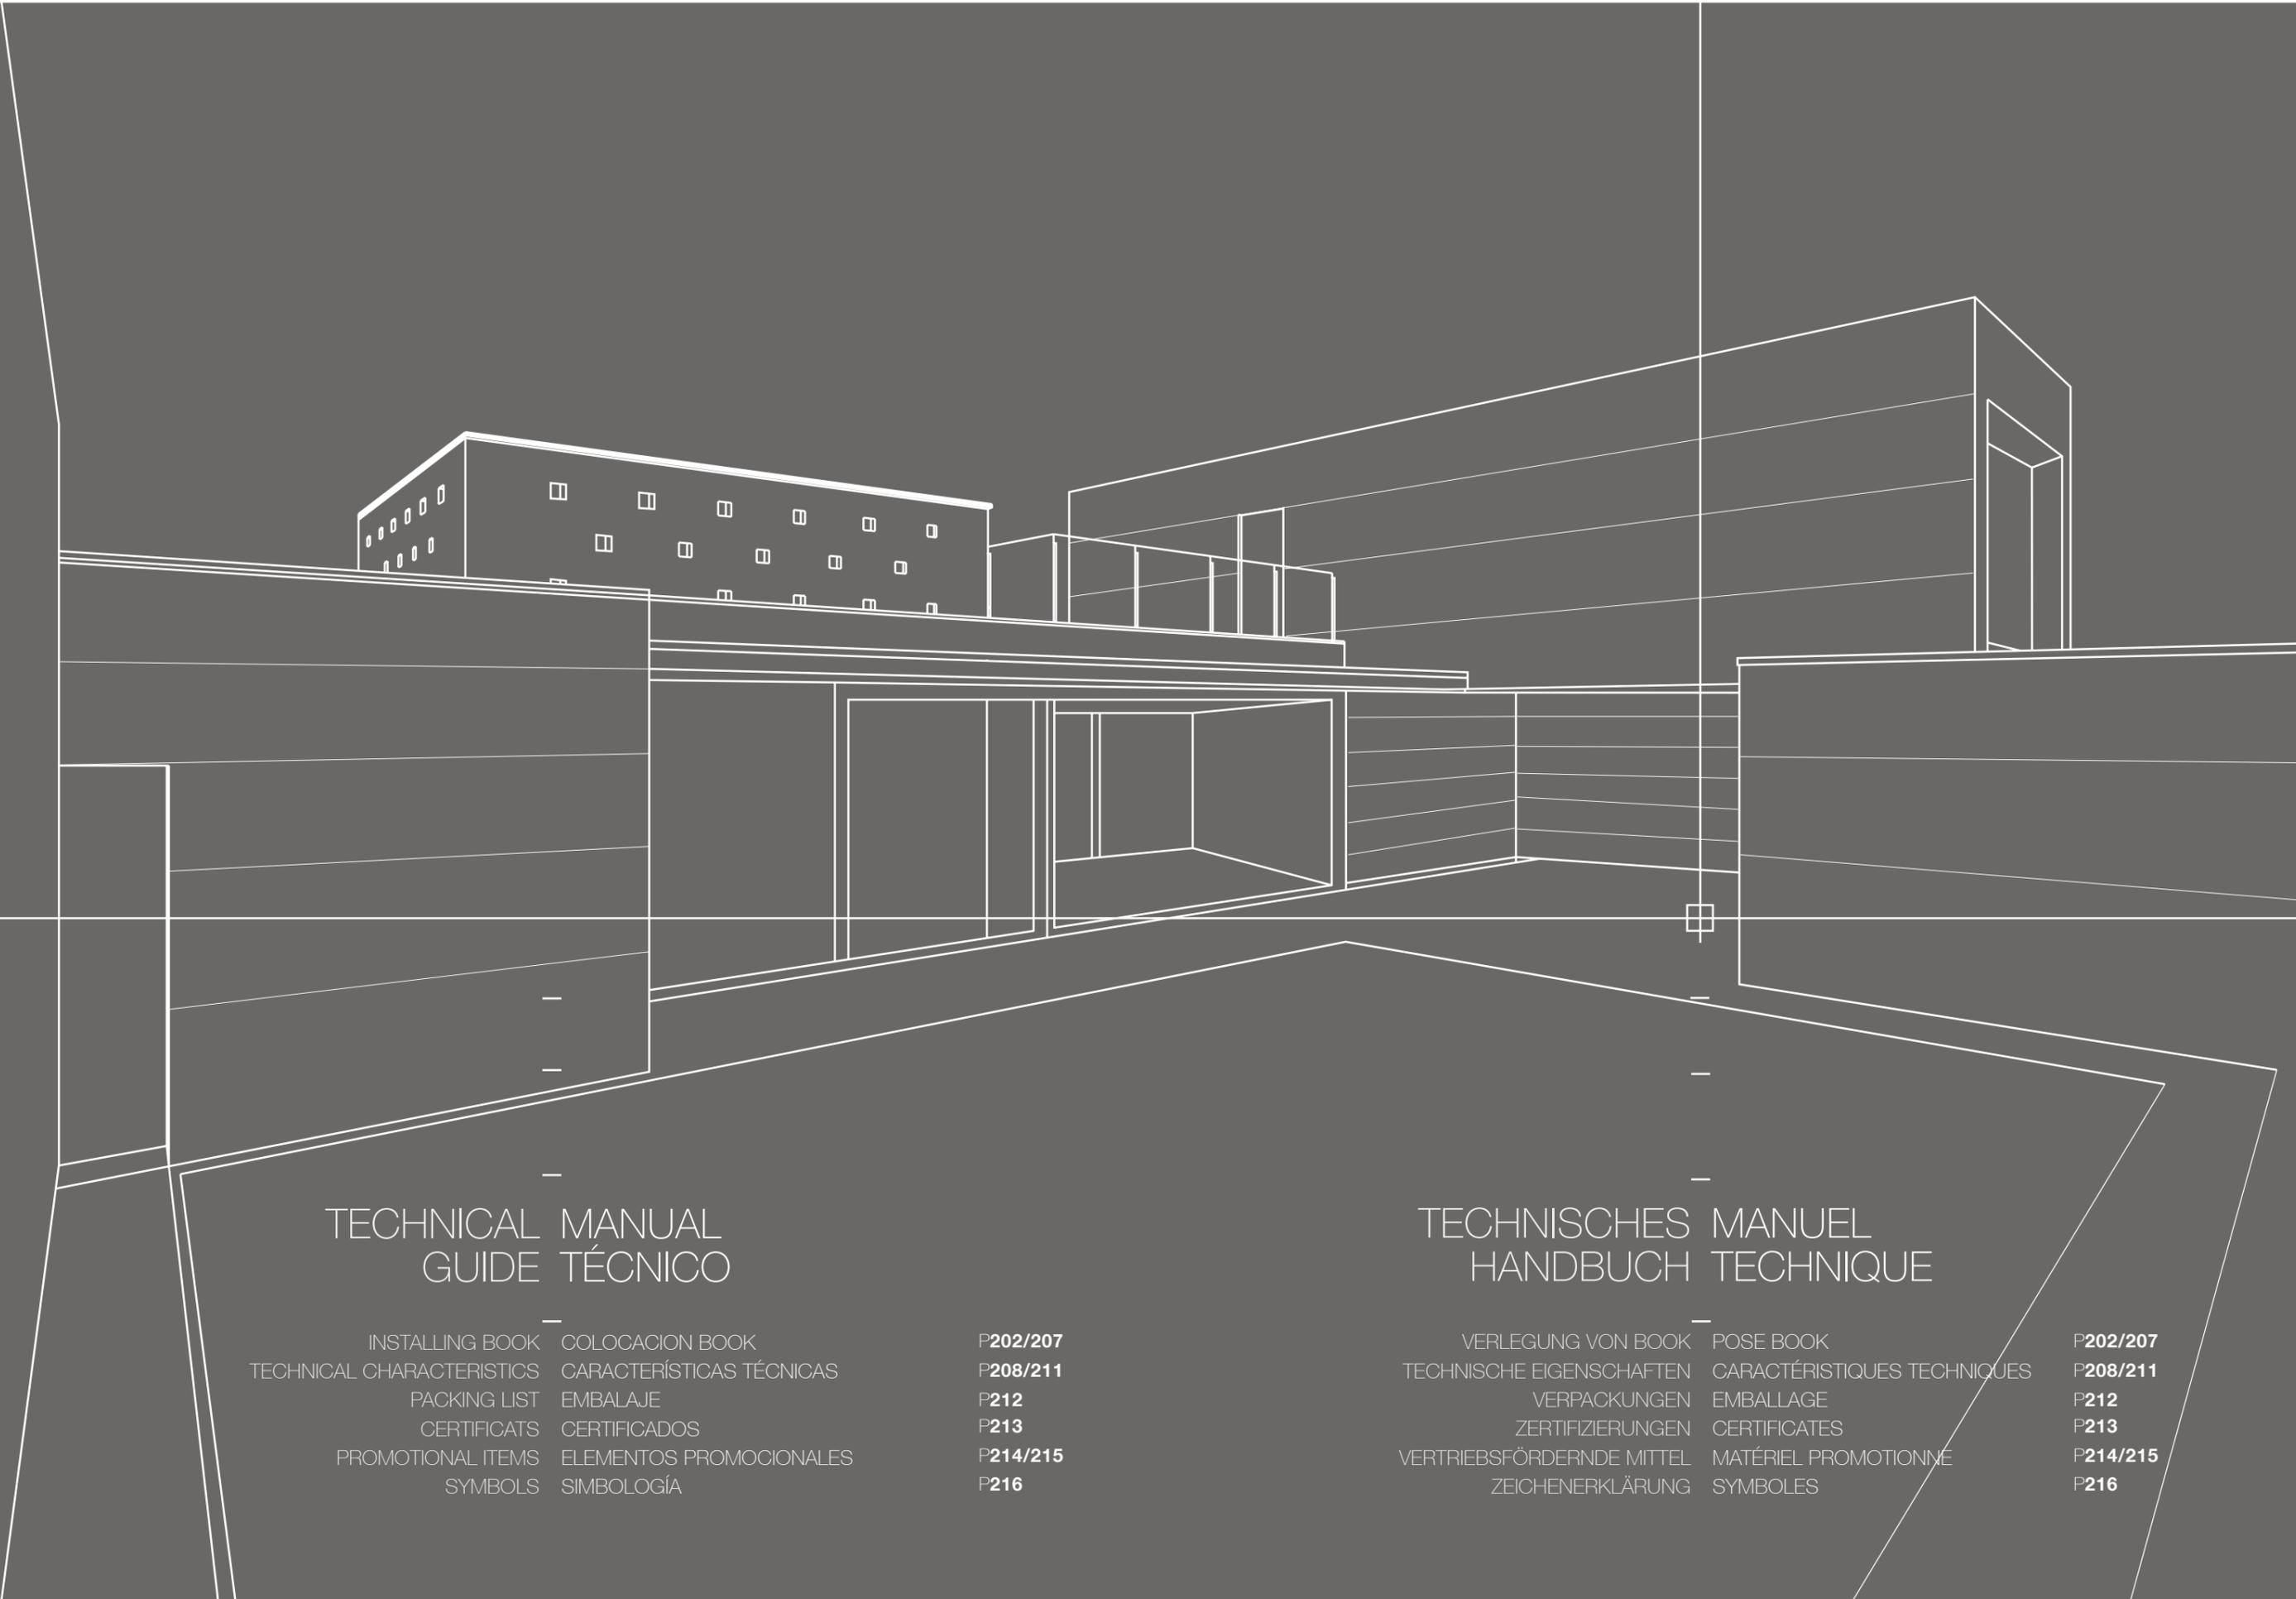 TECHNICAL GUIDE
MANUAL TÉCNICO
INSTALLING BOOK COLOCACION BOOK P202/207
TECHNICAL CHARACTERISTICS CARACTERÍSTICAS TÉCNICAS P208/211
PACKING LIST EMBALAJE P212
CERTIFICATS CERTIFICADOS P213
PROMOTIONAL ITEMS ELEMENTOS PROMOCIONALES P214/215
SYMBOLS SIMBOLOGÍA P216
TECHNISCHES HANDBUCH
MANUEL TECHNIQUE
VERLEGUNG VON BOOK POSE BOOK P202/207
TECHNISCHE EIGENSCHAFTEN CARACTÉRISTIQUES TECHNIQUES P208/211
VERPACKUNGEN EMBALLAGE P212
ZERTIFIZIERUNGEN CERTIFICATES P213
VERTRIEBSFÖRDERNDE MITTEL MATÉRIEL PROMOTIONNE P214/215
ZEICHENERKLÄRUNG SYMBOLES P216